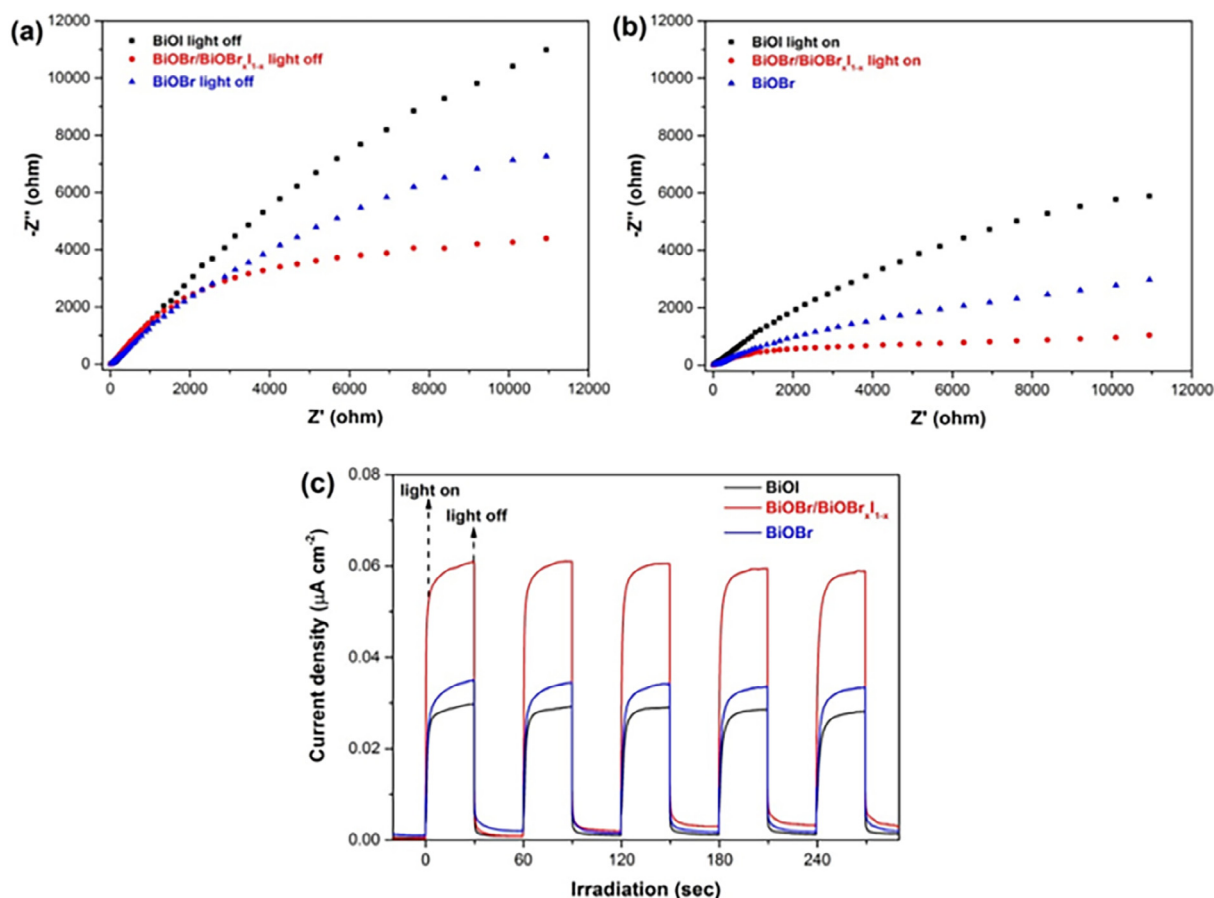 (a)
BiOI light off
BiOBr/BiOBrₓI₁₋ₓ light off
BiOBr light off
12000
10000
8000
6000
4000
2000
0
-Z'' (ohm)
0 2000 4000 6000 8000 10000 12000
Z' (ohm)
(b)
BiOI light on
BiOBr/BiOBrₓI₁₋ₓ light on
BiOBr
12000
10000
8000
6000
4000
2000
0
-Z'' (ohm)
0 2000 4000 6000 8000 10000 12000
Z' (ohm)
(c)
light on
light off
BiOI
BiOBr/BiOBrₓI₁₋ₓ
BiOBr
0.08
0.06
0.04
0.02
0.00
Current density (μA cm⁻²)
0 60 120 180 240
Irradiation (sec)